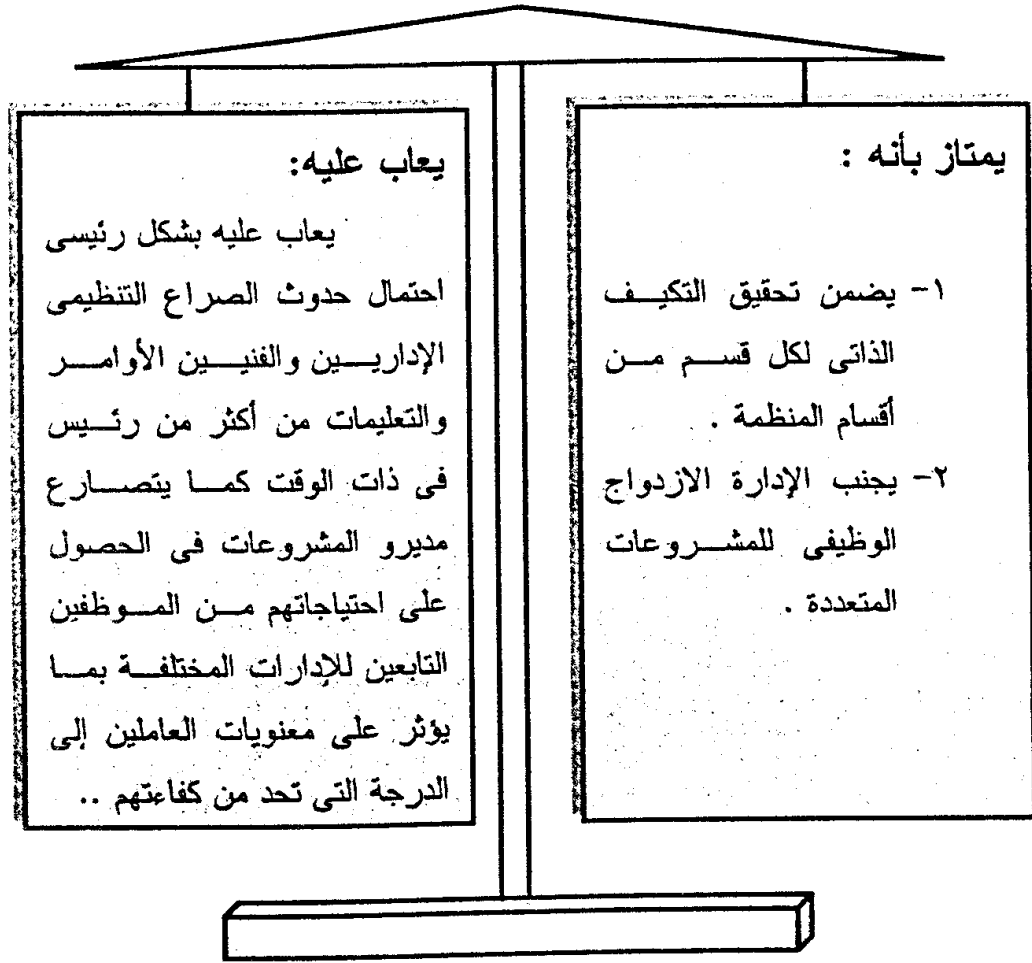 يمتاز بأنه :
١- يضمن تحقيق التكيف
الذاتى لكل قسم من
أقسام المنظمة .
٢- يجنب الإدارة الازدواج
الوظيفى للمشروعات
المتعددة .
يعاب عليه:
يعاب عليه بشكل رئيسى
احتمال حدوث الصراع التنظيمى
الإداريين والفنيين الأوامر
والتعليمات من أكثر من رئيس
فى ذات الوقت كما يتصارع
مديرو المشروعات فى الحصول
على احتياجاتهم من الموظفين
التابعين للإدارات المختلفة بما
يؤثر على معنويات العاملين إلى
الدرجة التى تحد من كفاءتهم ..